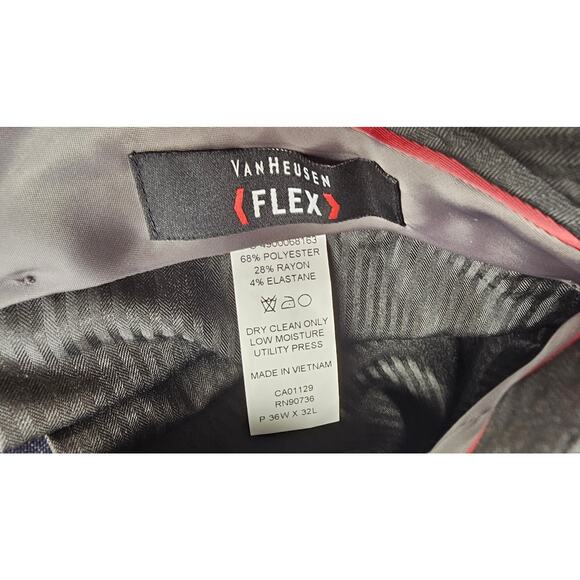 VANHEUSEN
FLEX
4900068163
68% POLYESTER
28% RAYON
4% ELASTANE
DRY CLEAN ONLY
LOW MOISTURE
UTILITY PRESS
MADE IN VIETNAM
CA01129
RN90736
P 36W X 32L